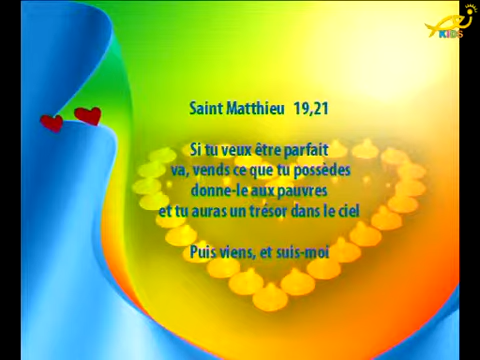 KIDS
Saint Matthieu 19,21
Si tu veux être parfait
va, vends ce que tu possèdes
donne-le aux pauvres
et tu auras un trésor dans le ciel
Puis viens, et suis-moi